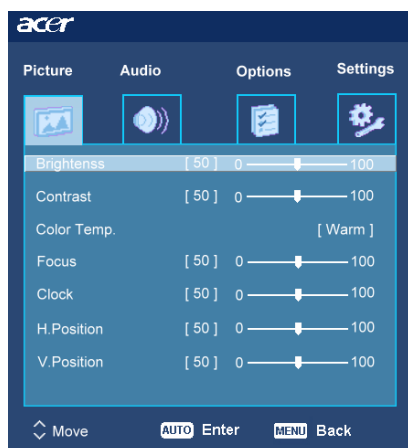 acer
Picture Audio Options Settings
Brightenss [ 50 ] 0 100
Contrast [ 50 ] 0 100
Color Temp. [ Warm ]
Focus [ 50 ] 0 100
Clock [ 50 ] 0 100
H.Position [ 50 ] 0 100
V.Position [ 50 ] 0 100
Move AUTO Enter MENU Back